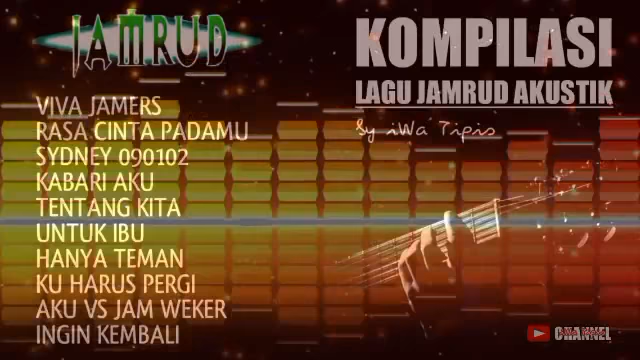 JAMRUD
KOMPILASI
LAGU JAMRUD AKUSTIK
By iWa Tipis
VIVA JAMERS
RASA CINTA PADAMU
SYDNEY 090102
KABARI AKU
TENTANG KITA
UNTUK IBU
HANYA TEMAN
KU HARUS PERGI
AKU VS JAM WEKER
INGIN KEMBALI
CHANNEL